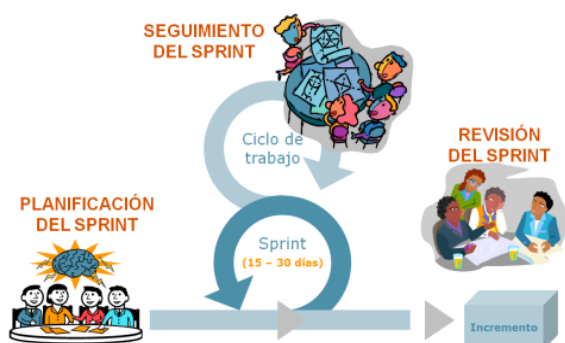 SEGUIMIENTO
DEL SPRINT
Ciclo de
trabajo
REVISIÓN
DEL SPRINT
PLANIFICACIÓN
DEL SPRINT
Sprint
(15 – 30 días)
Incremento